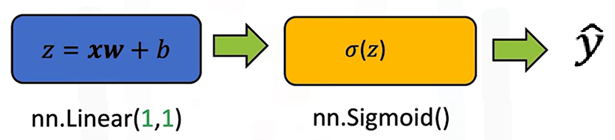 z = xw + b
σ(z)
ŷ
nn.Linear(1,1)
nn.Sigmoid()